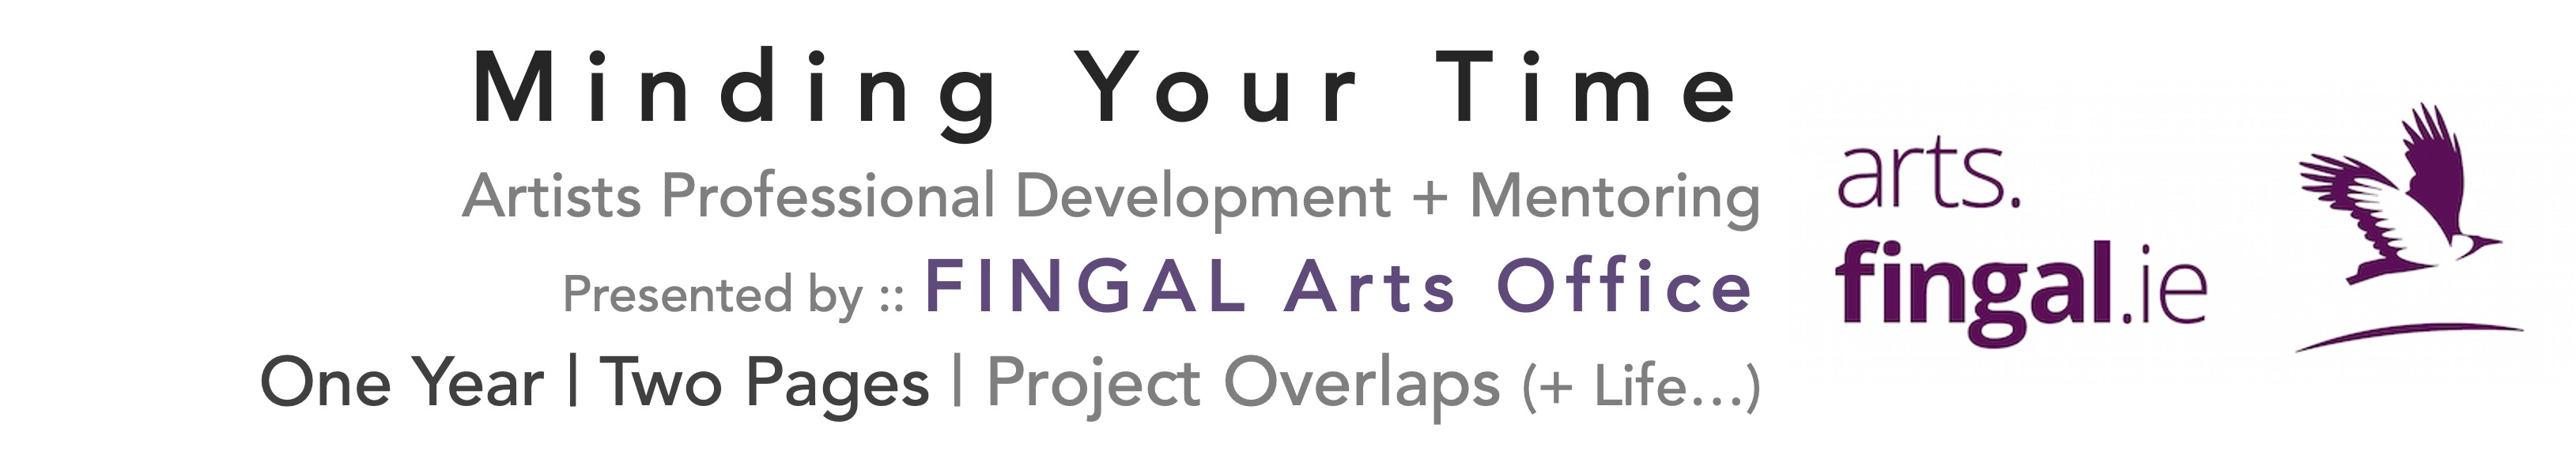 Minding Your Time
Artists Professional Development + Mentoring
Presented by :: FINGAL Arts Office
One Year | Two Pages | Project Overlaps (+ Life...)
arts.
fingal.ie